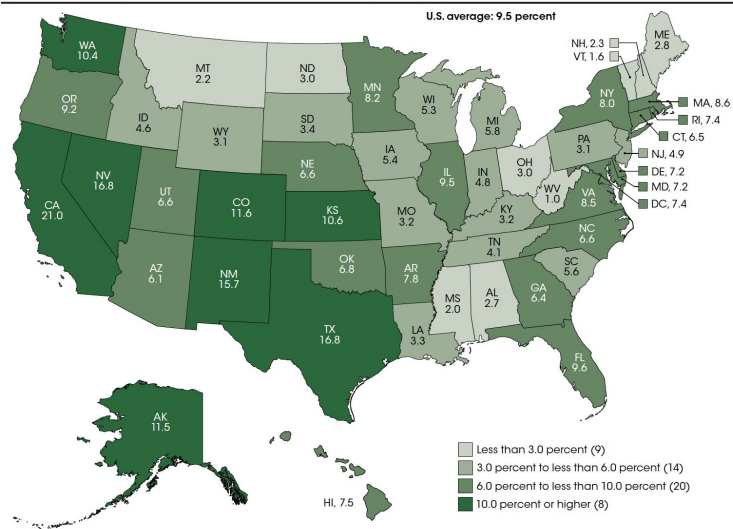 U.S. average: 9.5 percent
WA
10.4
MT
2.2
ND
3.0
MN
8.2
ME
2.8
NH, 2.3
VT, 1.6
OR
9.2
ID
4.6
WY
3.1
SD
3.4
WI
5.3
MI
5.8
NY
8.0
MA, 8.6
RI, 7.4
CT, 6.5
NJ, 4.9
DE, 7.2
MD, 7.2
DC, 7.4
PA
3.1
IA
5.4
NE
6.6
IL
9.5
IN
4.8
OH
3.0
WV
1.0
VA
8.5
NV
16.8
UT
6.6
CA
21.0
CO
11.6
KS
10.6
MO
3.2
KY
3.2
NC
6.6
TN
4.1
SC
5.6
AZ
6.1
NM
15.7
OK
6.8
AR
7.8
MS
2.0
AL
2.7
GA
6.4
TX
16.8
LA
3.3
FL
9.6
AK
11.5
HI, 7.5
Less than 3.0 percent (9)
3.0 percent to less than 6.0 percent (14)
6.0 percent to less than 10.0 percent (20)
10.0 percent or higher (8)